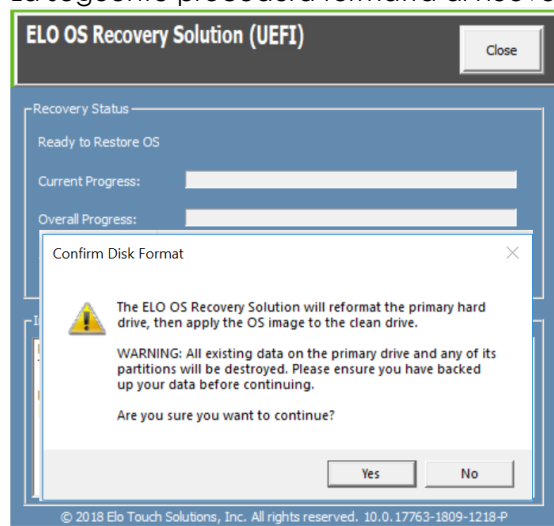 ELO OS Recovery Solution (UEFI)
Close
Recovery Status
Ready to Restore OS
Current Progress:
Overall Progress:
Confirm Disk Format
The ELO OS Recovery Solution will reformat the primary hard
drive, then apply the OS image to the clean drive.
WARNING: All existing data on the primary drive and any of its
partitions will be destroyed. Please ensure you have backed
up your data before continuing.
Are you sure you want to continue?
Yes
No
© 2018 Elo Touch Solutions, Inc. All rights reserved. 10.0.17763-1809-1218-P